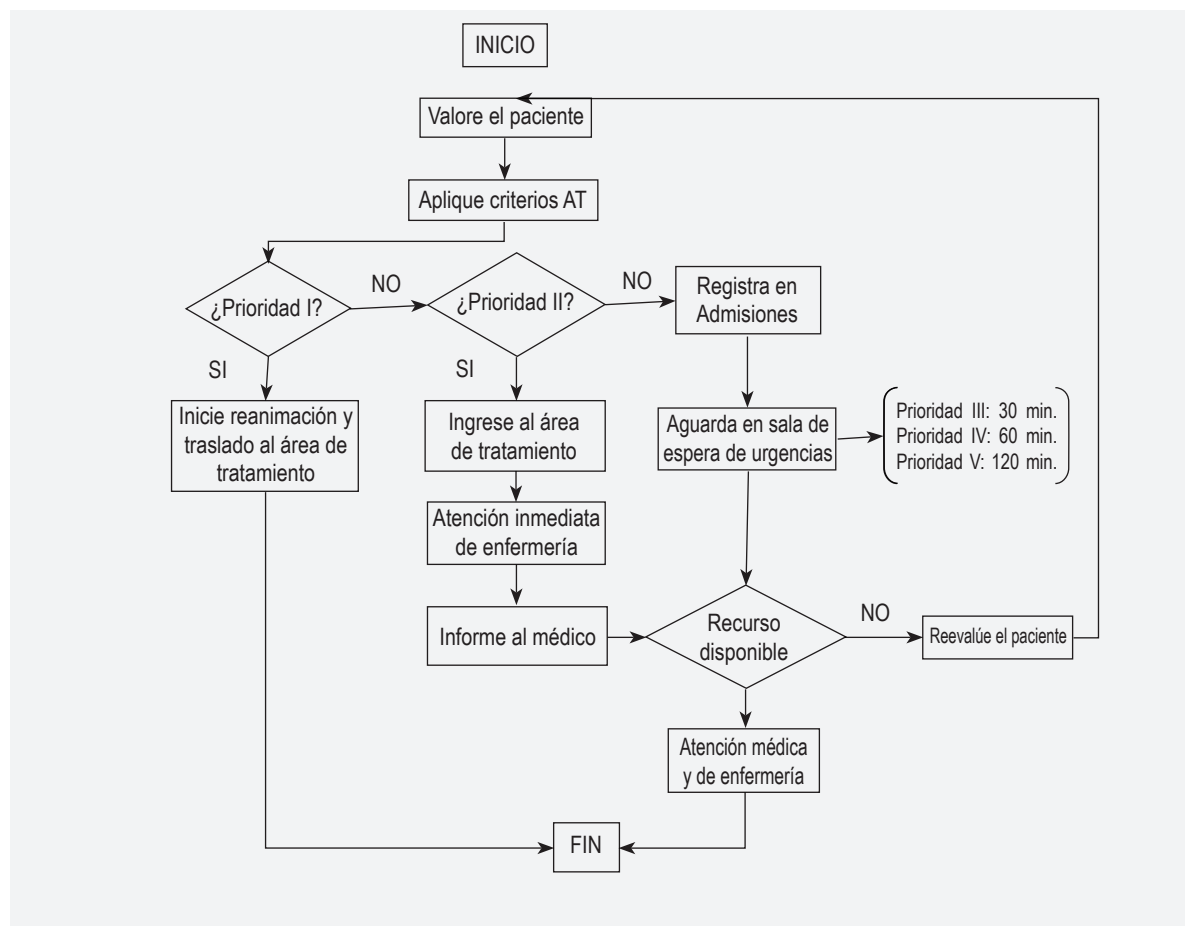 INICIO
Valore el paciente
Aplique criterios AT
¿Prioridad I?
NO
¿Prioridad II?
NO
Registra en
Admisiones
SI
SI
Inicie reanimación y
traslado al área de
tratamiento
Ingrese al área
de tratamiento
Aguarda en sala de
espera de urgencias
Prioridad III: 30 min.
Prioridad IV: 60 min.
Prioridad V: 120 min.
Atención inmediata
de enfermería
Informe al médico
Recurso
disponible
NO
Reevalúe el paciente
Atención médica
y de enfermería
FIN